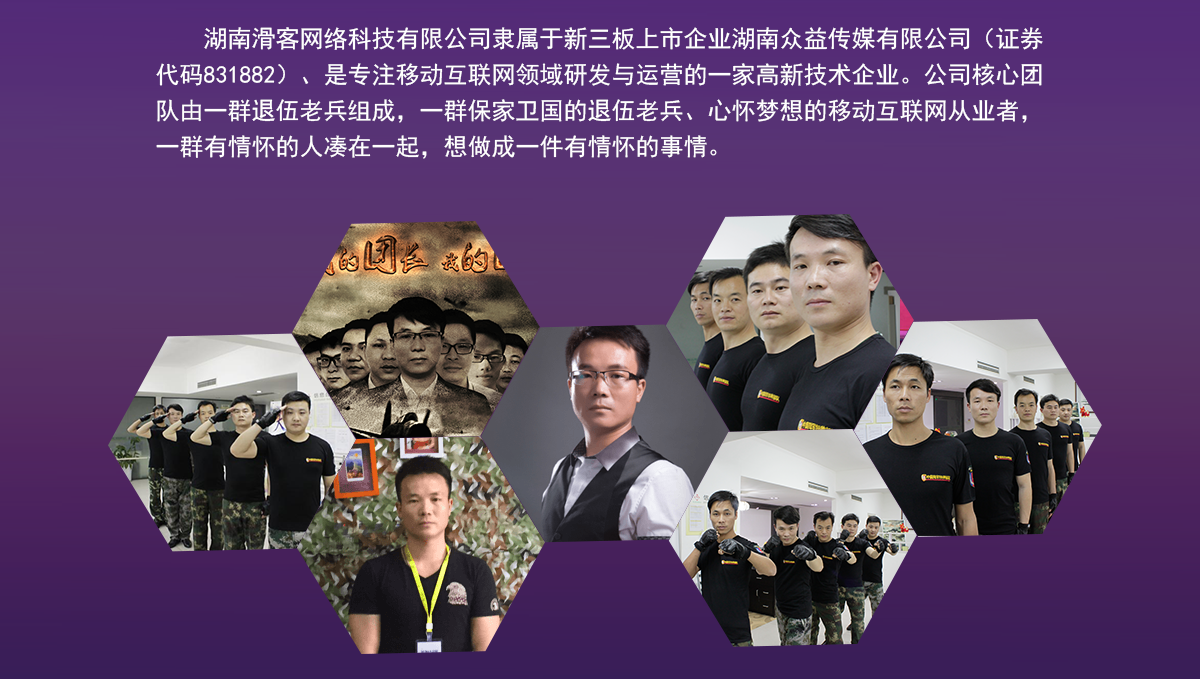 湖南滑客网络科技有限公司隶属于新三板上市企业湖南众益传媒有限公司（证券
代码831882）、是专注移动互联网领域研发与运营的一家高新技术企业。公司核心团
队由一群退伍老兵组成，一群保家卫国的退伍老兵、心怀梦想的移动互联网从业者，
一群有情怀的人凑在一起，想做成一件有情怀的事情。
的团长 我的